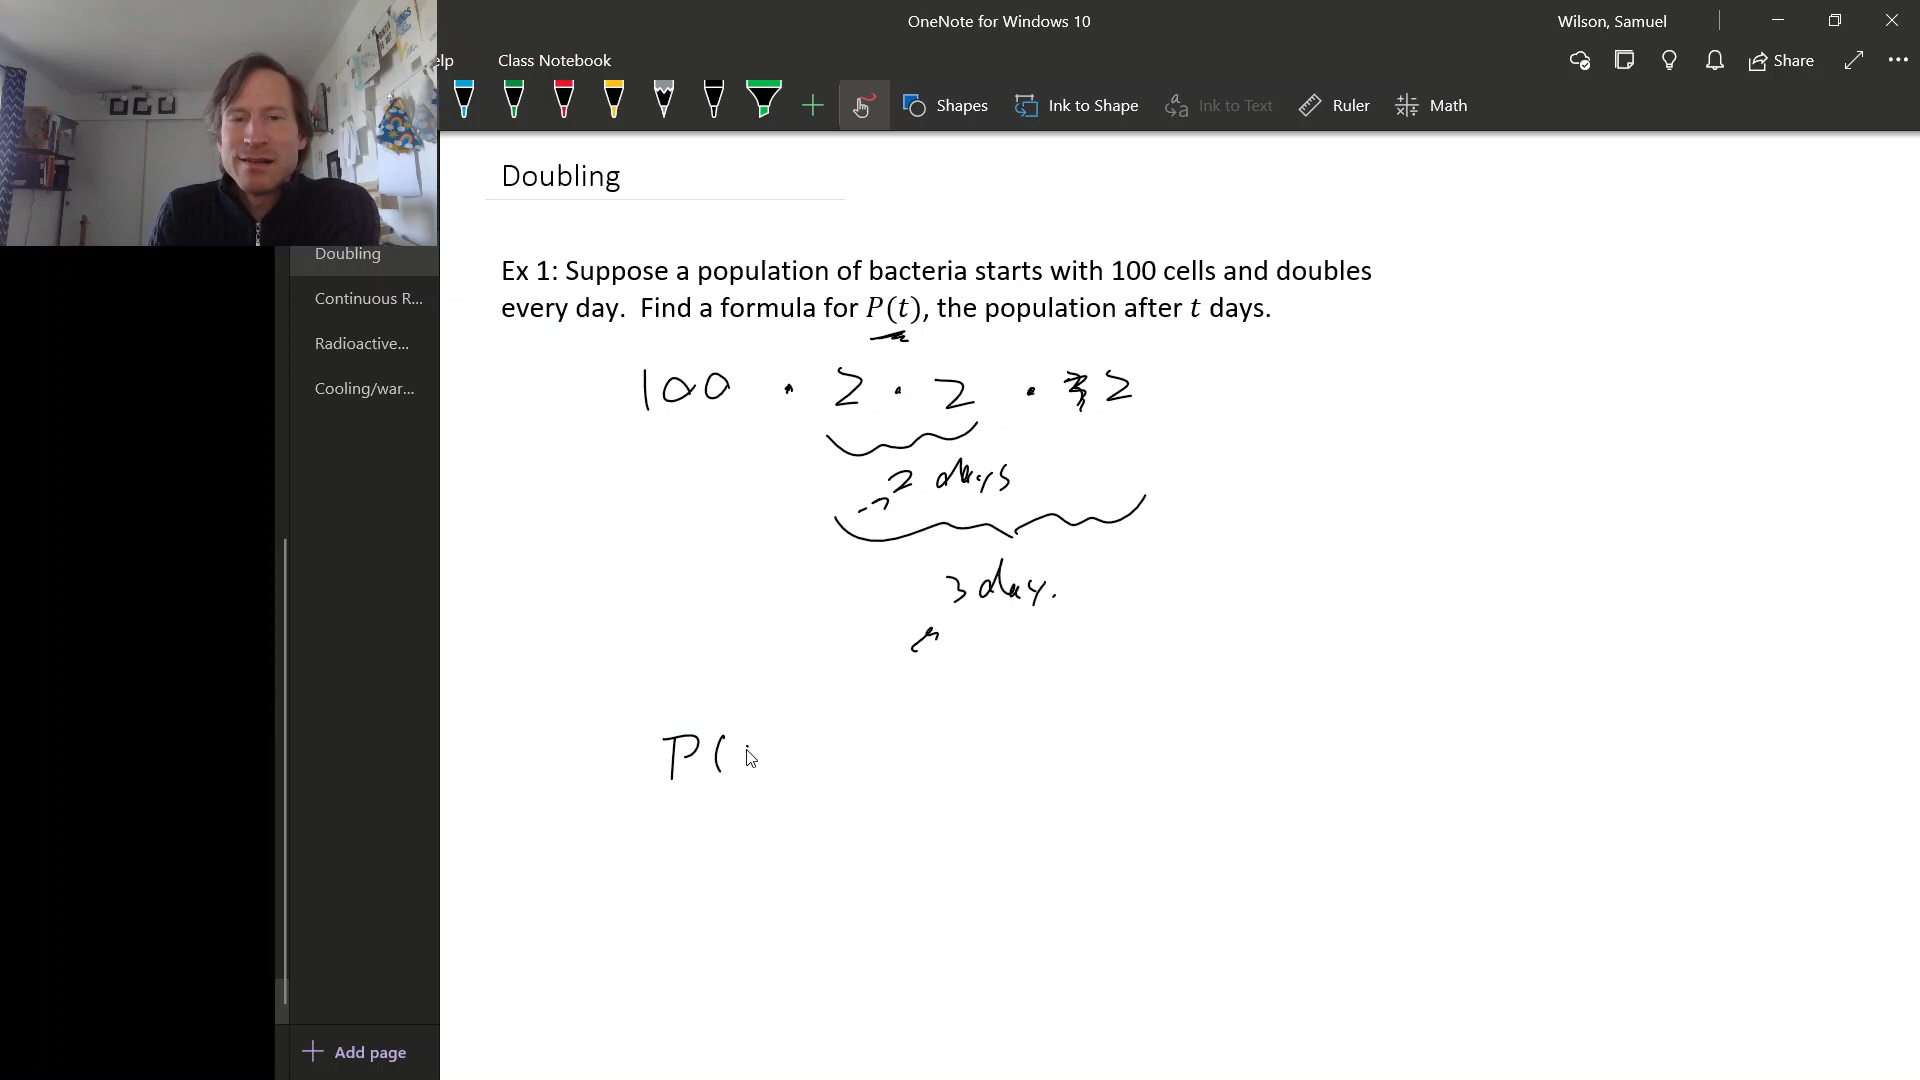 OneNote for Windows 10
Wilson, Samuel
elp
Class Notebook
Share
Shapes
Ink to Shape
Ink to Text
Ruler
Math
Doubling
Continuous R...
Radioactive...
Cooling/war...
Add page
Doubling
Ex 1: Suppose a population of bacteria starts with 100 cells and doubles
every day. Find a formula for P(t), the population after t days.
100 · 2 · 2 · 2
2 days
3 day.
P(